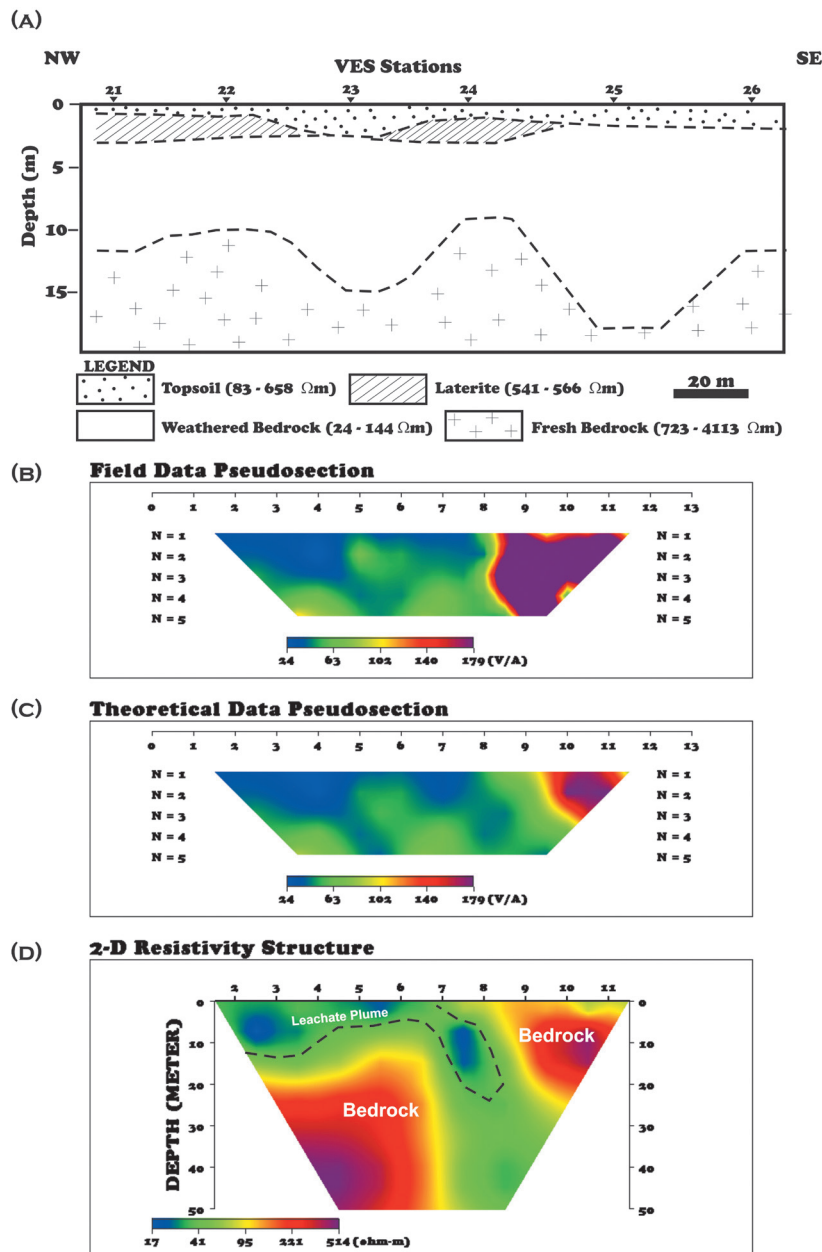 (A)
NW VES Stations SE
21 22 23 24 25 26
Depth (m)
0
5
10
15
LEGEND
Topsoil (83 - 658 Ωm) Laterite (541 - 566 Ωm) 20 m
Weathered Bedrock (24 - 144 Ωm) Fresh Bedrock (723 - 4113 Ωm)
(B) Field Data Pseudosection
0 1 2 3 4 5 6 7 8 9 10 11 12 13
N = 1 N = 1
N = 2 N = 2
N = 3 N = 3
N = 4 N = 4
N = 5 N = 5
24 63 102 140 179 (V/A)
(C) Theoretical Data Pseudosection
0 1 2 3 4 5 6 7 8 9 10 11 12 13
N = 1 N = 1
N = 2 N = 2
N = 3 N = 3
N = 4 N = 4
N = 5 N = 5
24 63 102 140 179 (V/A)
(D) 2-D Resistivity Structure
2 3 4 5 6 7 8 9 10 11
DEPTH (METER)
0 0
Leachate Plume
10 10
Bedrock
20 20
Bedrock
30 30
40 40
50 50
17 41 95 221 514 (ohm-m)